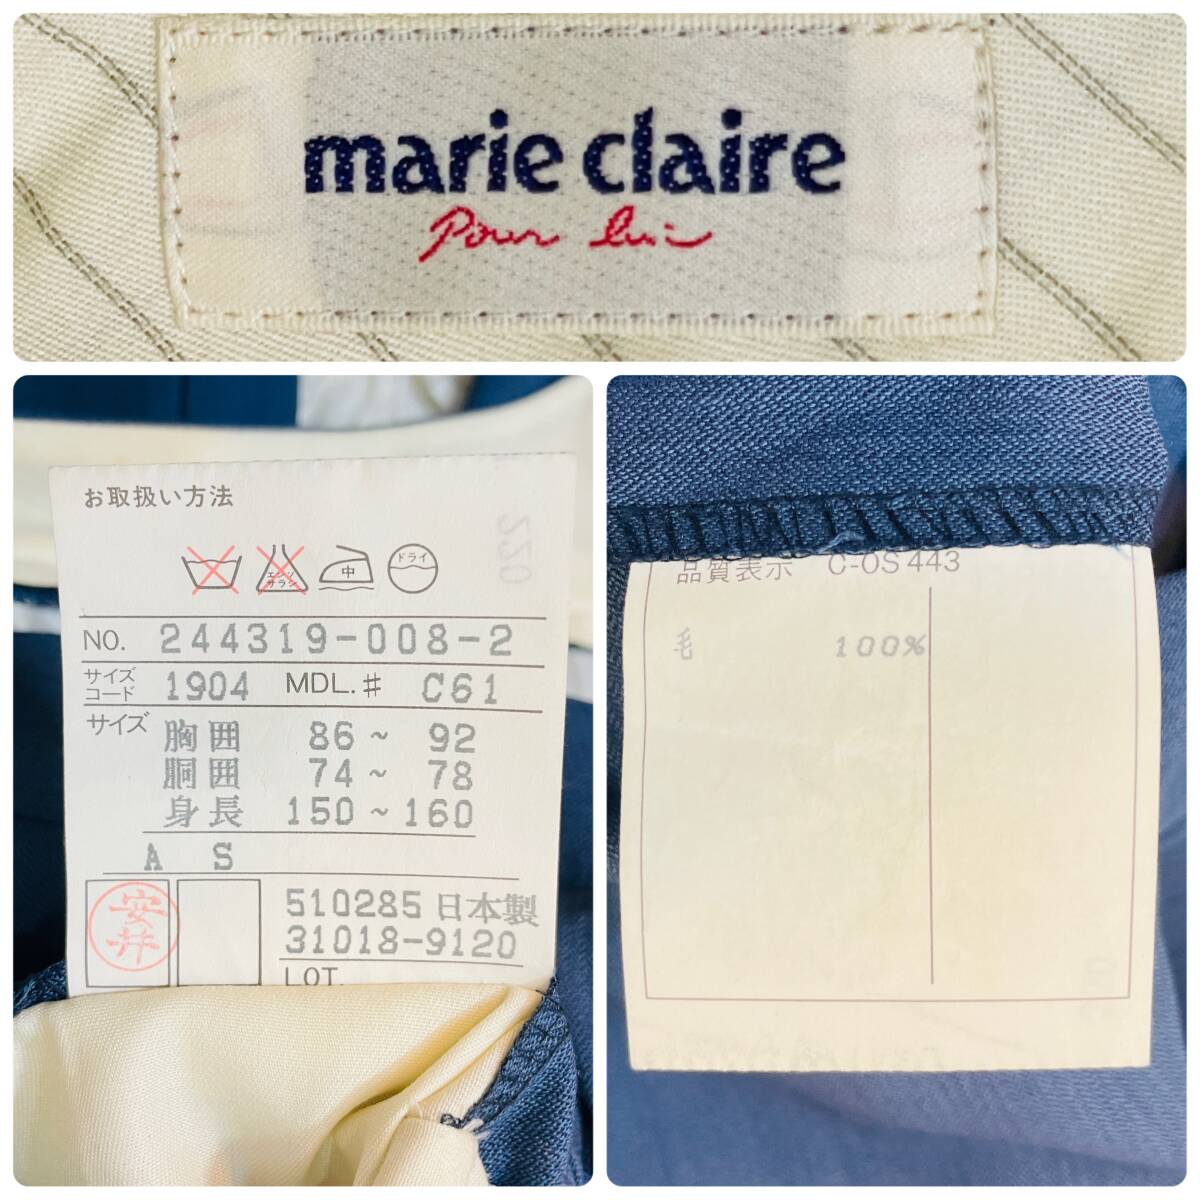 marie claire
Pour lui
お取扱い方法
エンソ
サラシ
中
ドライ
220
NO. 244319-008-2
サイズ
コード 1904 MDL.# C61
サイズ 胸囲 86~ 92
胴囲 74~ 78
身長 150~160
A S
安井
510285 日本製
31018-9120
LOT.
品質表示 C-OS 443
毛 100%